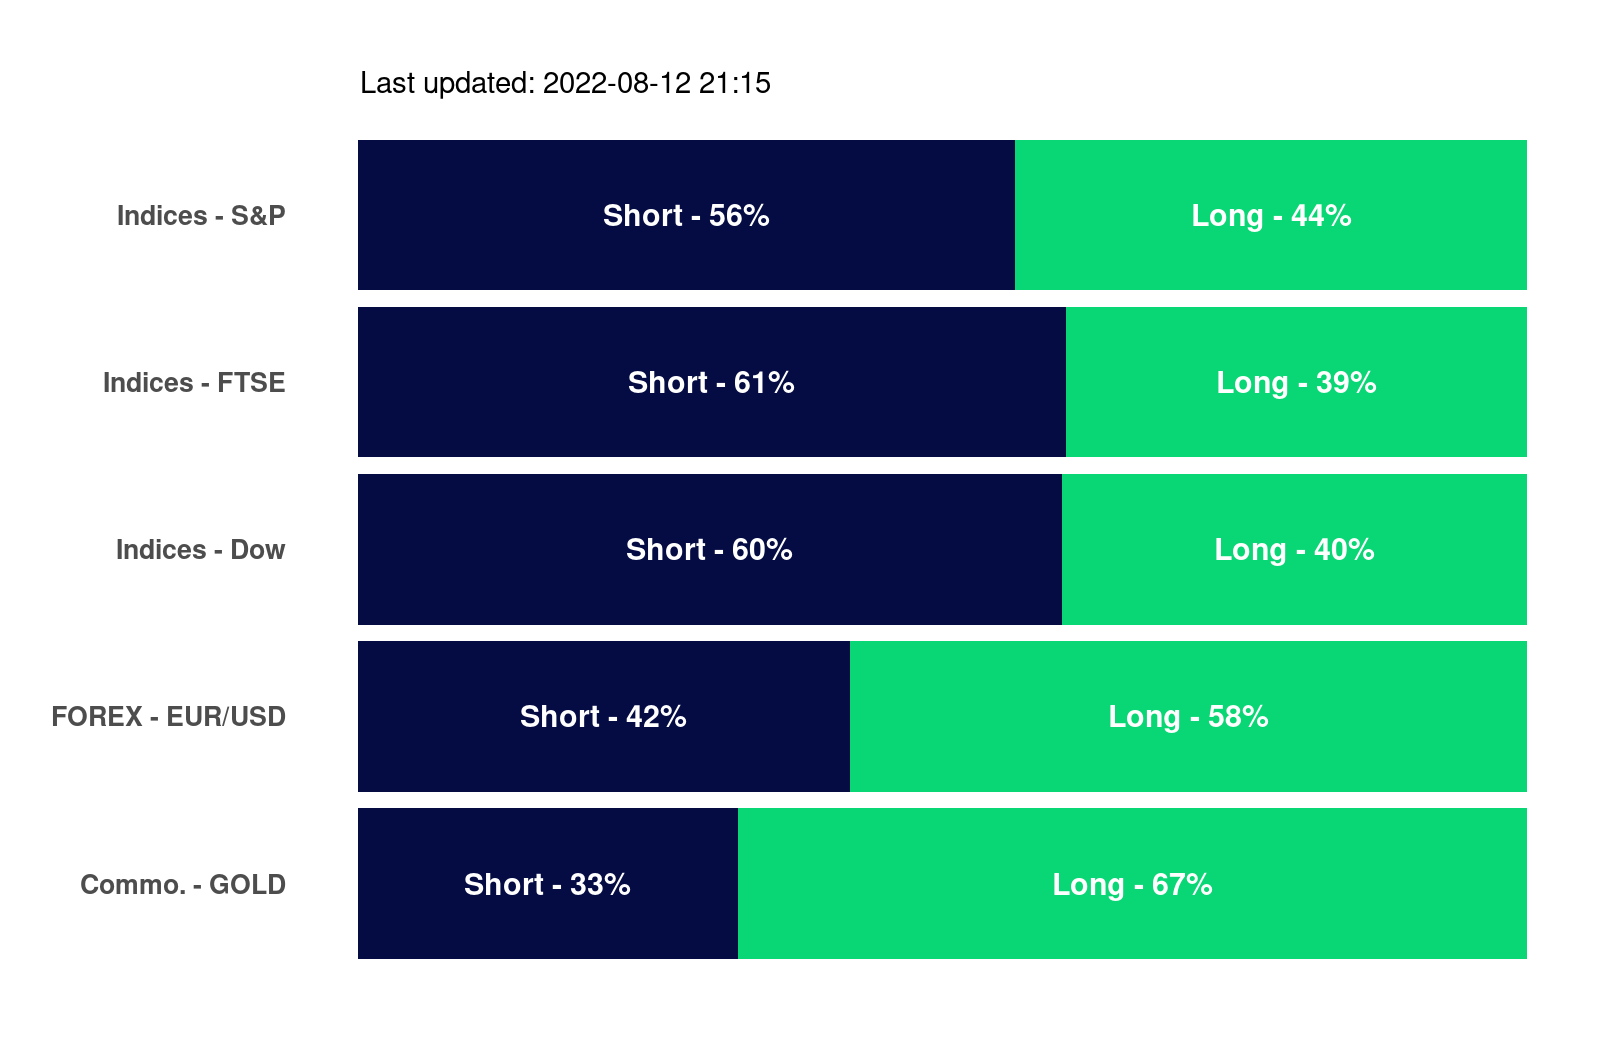 Last updated: 2022-08-12 21:15
Indices - S&P Short - 56% Long - 44%
Indices - FTSE Short - 61% Long - 39%
Indices - Dow Short - 60% Long - 40%
FOREX - EUR/USD Short - 42% Long - 58%
Commo. - GOLD Short - 33% Long - 67%